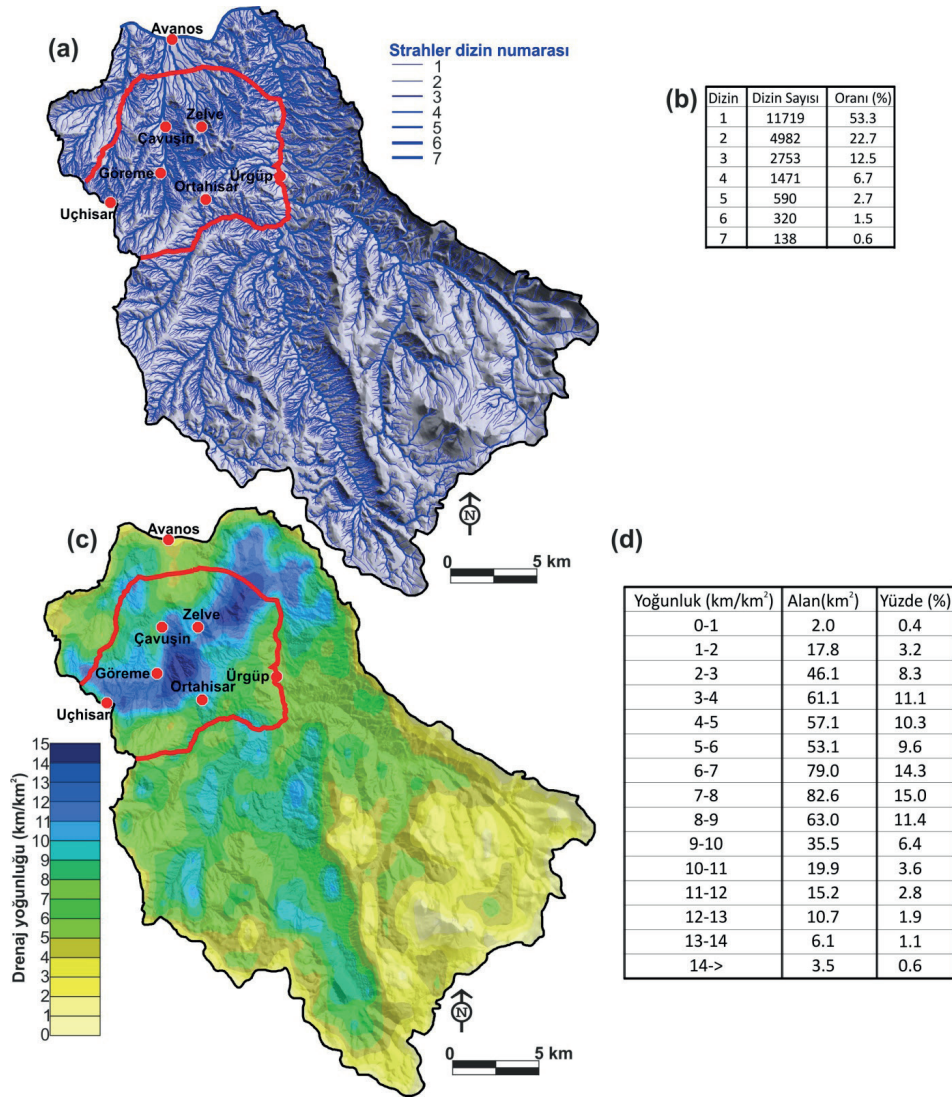 (a)
Avanos
Zelve
Çavuşin
Göreme
Ürgüp
Ortahisar
Uçhisar
Strahler dizin numarası
1
2
3
4
5
6
7
N
0 5 km
(b)
Dizin Dizin Sayısı Oranı (%)
1 11719 53.3
2 4982 22.7
3 2753 12.5
4 1471 6.7
5 590 2.7
6 320 1.5
7 138 0.6
(c)
Avanos
Zelve
Çavuşin
Göreme
Ürgüp
Ortahisar
Uçhisar
Drenaj yoğunluğu (km/km²)
15
14
13
12
11
10
9
8
7
6
5
4
3
2
1
0
N
0 5 km
(d)
Yoğunluk (km/km²) Alan(km²) Yüzde (%)
0-1 2.0 0.4
1-2 17.8 3.2
2-3 46.1 8.3
3-4 61.1 11.1
4-5 57.1 10.3
5-6 53.1 9.6
6-7 79.0 14.3
7-8 82.6 15.0
8-9 63.0 11.4
9-10 35.5 6.4
10-11 19.9 3.6
11-12 15.2 2.8
12-13 10.7 1.9
13-14 6.1 1.1
14-> 3.5 0.6